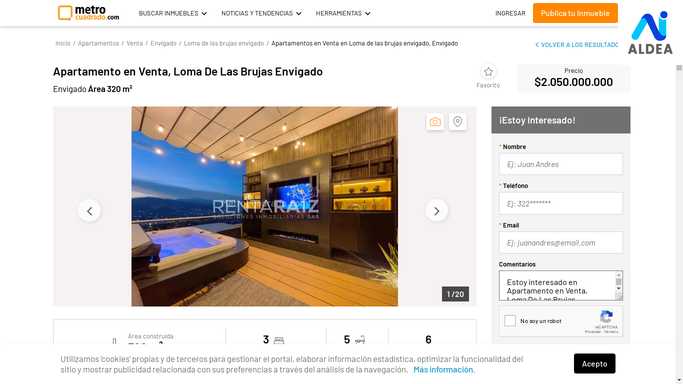 metro
cuadrado.com
BUSCAR INMUEBLES
NOTICIAS Y TENDENCIAS
HERRAMIENTAS
INGRESAR
Publica tu inmueble
ALDEA
Inicio / Apartamentos / Venta / Envigado / Loma de las brujas envigado / Apartamentos en Venta en Loma de las brujas envigado, Envigado
< VOLVER A LOS RESULTADO
Apartamento en Venta, Loma De Las Brujas Envigado
Envigado Área 320 m²
Favorito
Precio
$2.050.000.000
RENTARAIZ
SOLUCIONES INMOBILIARIAS SAS
1 / 20
¡Estoy interesado!
* Nombre
Ej: Juan Andres
* Teléfono
Ej: 322*******
* Email
Ej: juanandres@email.com
Comentarios
Estoy interesado en
Apartamento en Venta,
Loma De Las Brujas
No soy un robot
reCAPTCHA
Privacidad - Términos
Área construida
3
5
6
Utilizamos 'cookies' propias y de terceros para gestionar el portal, elaborar información estadística, optimizar la funcionalidad del
sitio y mostrar publicidad relacionada con sus preferencias a través del análisis de la navegación. Más información.
Acepto